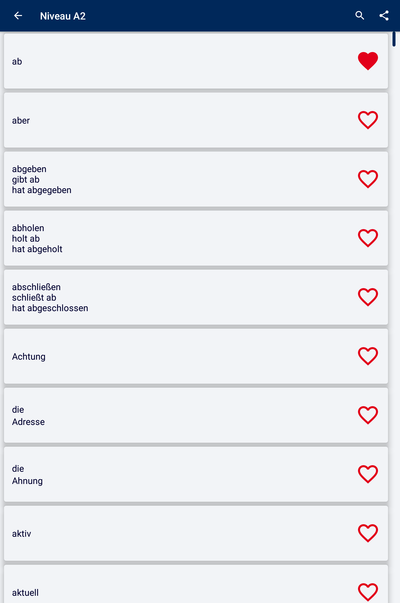 Niveau A2
ab
aber
abgeben
gibt ab
hat abgegeben
abholen
holt ab
hat abgeholt
abschließen
schließt ab
hat abgeschlossen
Achtung
die
Adresse
die
Ahnung
aktiv
aktuell